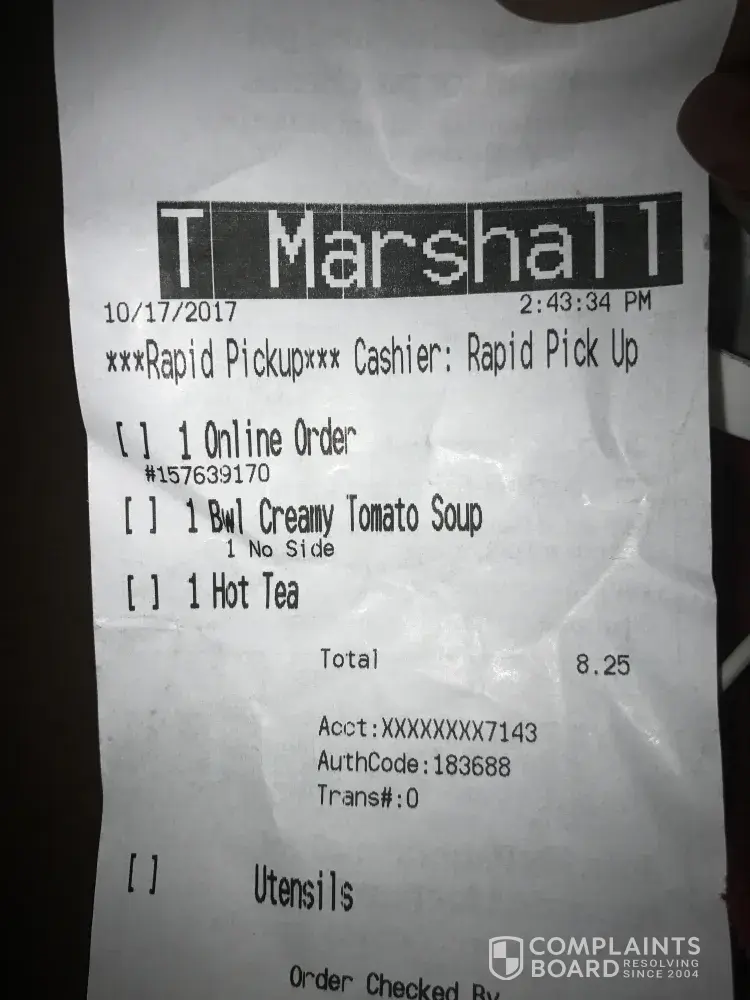 T Marshall
10/17/2017 2:43:34 PM
***Rapid Pickup*** Cashier: Rapid Pick Up
[ ] 1 Online Order
#157639170
[ ] 1 Bwl Creamy Tomato Soup
1 No Side
[ ] 1 Hot Tea
Total 8.25
Acct:XXXXXXXX7143
AuthCode:183688
Trans#:0
[ ] Utensils
Order Checked By
COMPLAINTS
BOARD RESOLVING
SINCE 2004